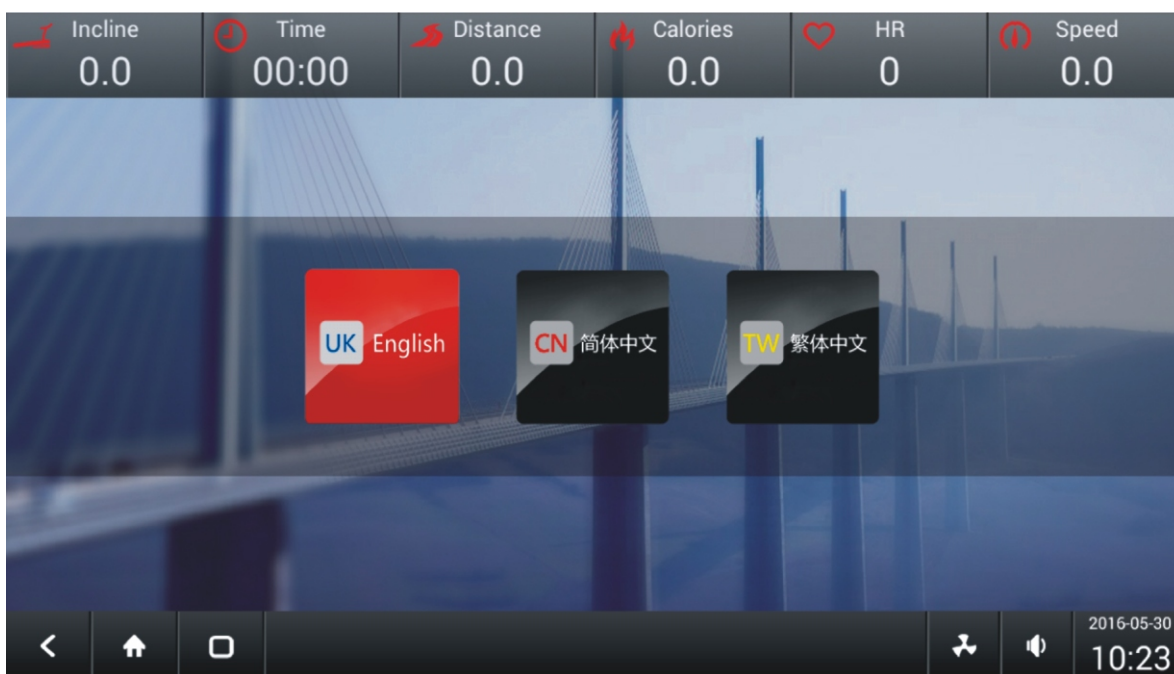 Incline
0.0
Time
00:00
Distance
0.0
Calories
0.0
HR
0
Speed
0.0
UK English
CN 简体中文
TW 繁体中文
2016-05-30
10:23